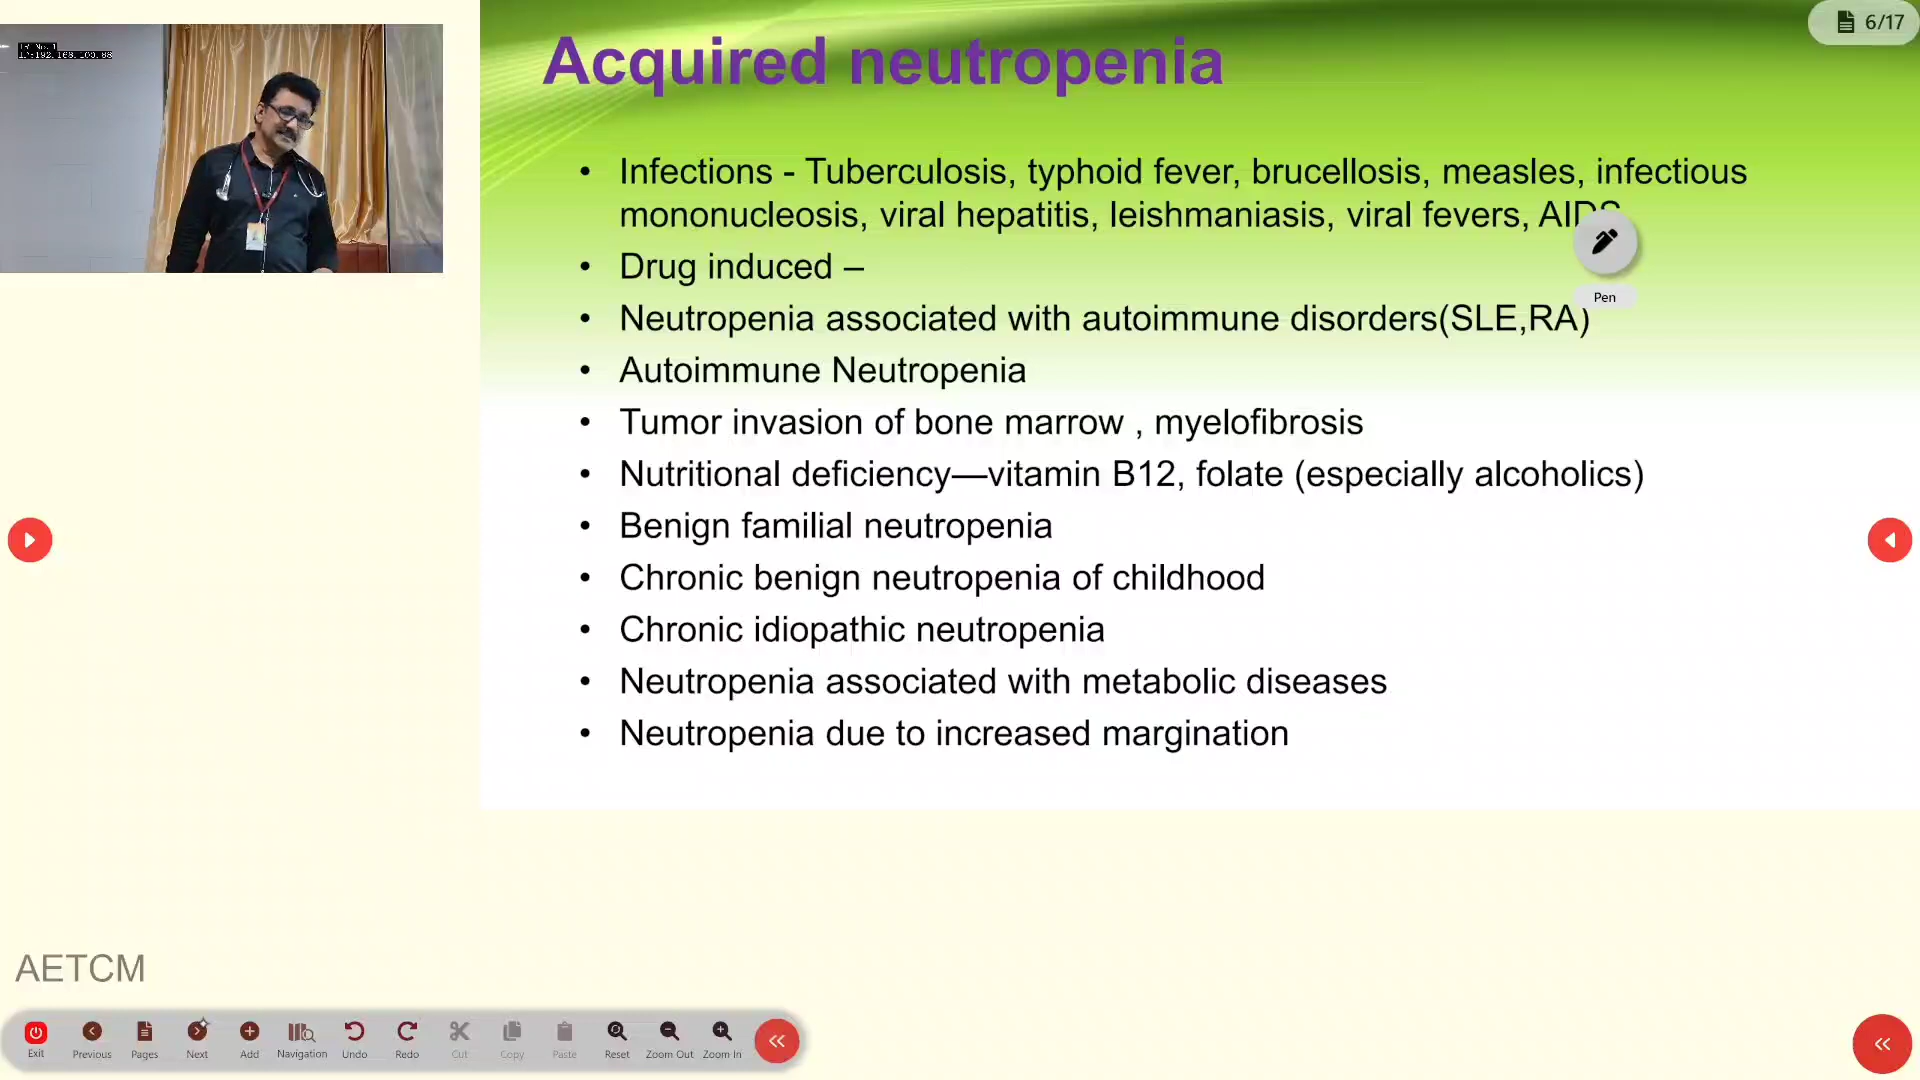 6/17
Acquired neutropenia
• Infections - Tuberculosis, typhoid fever, brucellosis, measles, infectious
mononucleosis, viral hepatitis, leishmaniasis, viral fevers, AIDS
• Drug induced –
Pen
• Neutropenia associated with autoimmune disorders(SLE,RA)
• Autoimmune Neutropenia
• Tumor invasion of bone marrow , myelofibrosis
• Nutritional deficiency—vitamin B12, folate (especially alcoholics)
• Benign familial neutropenia
• Chronic benign neutropenia of childhood
• Chronic idiopathic neutropenia
• Neutropenia associated with metabolic diseases
• Neutropenia due to increased margination
AETCM
Exit Previous Pages Next Add Navigation Undo Redo Cut Copy Paste Reset Zoom Out Zoom In